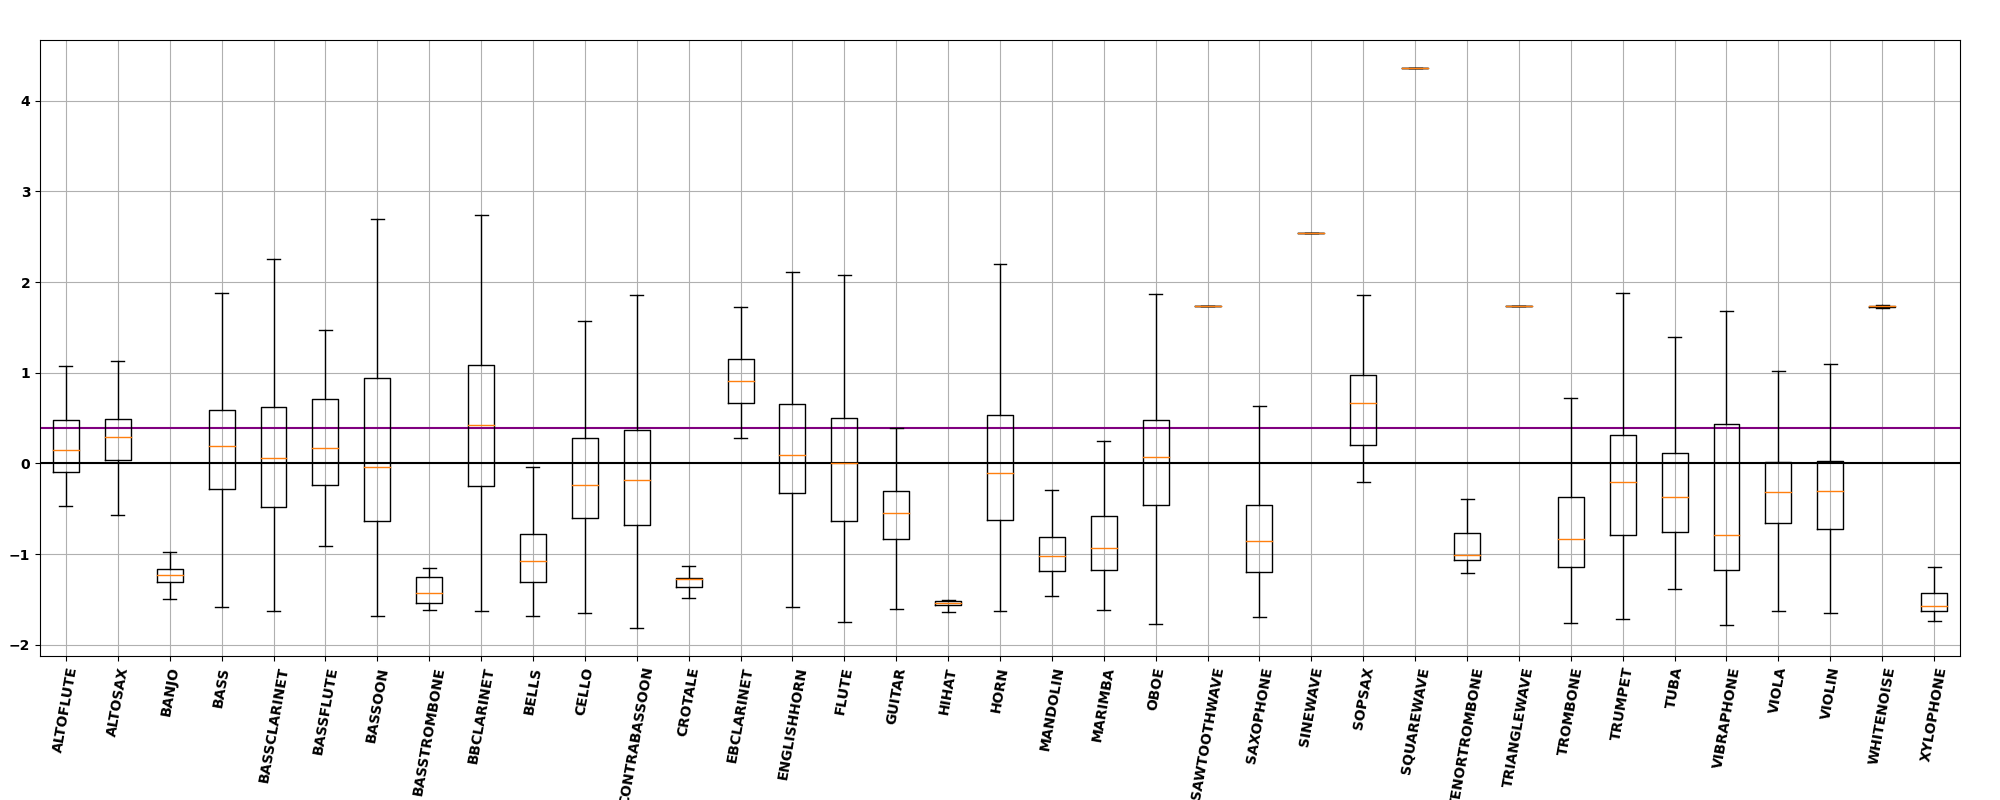 4
3
2
1
0
−1
−2
ALTOFLUTE
ALTOSAX
BANJO
BASS
BASSCLARINET
BASSFLUTE
BASSOON
BASSTROMBONE
BBCLARINET
BELLS
CELLO
CONTRABASSOON
CROTALE
EBCLARINET
ENGLISHHORN
FLUTE
GUITAR
HIHAT
HORN
MANDOLIN
MARIMBA
OBOE
SAWTOOTHWAVE
SAXOPHONE
SINEWAVE
SOPSAX
SQUAREWAVE
TENORTROMBONE
TRIANGLEWAVE
TROMBONE
TRUMPET
TUBA
VIBRAPHONE
VIOLA
VIOLIN
WHITENOISE
XYLOPHONE